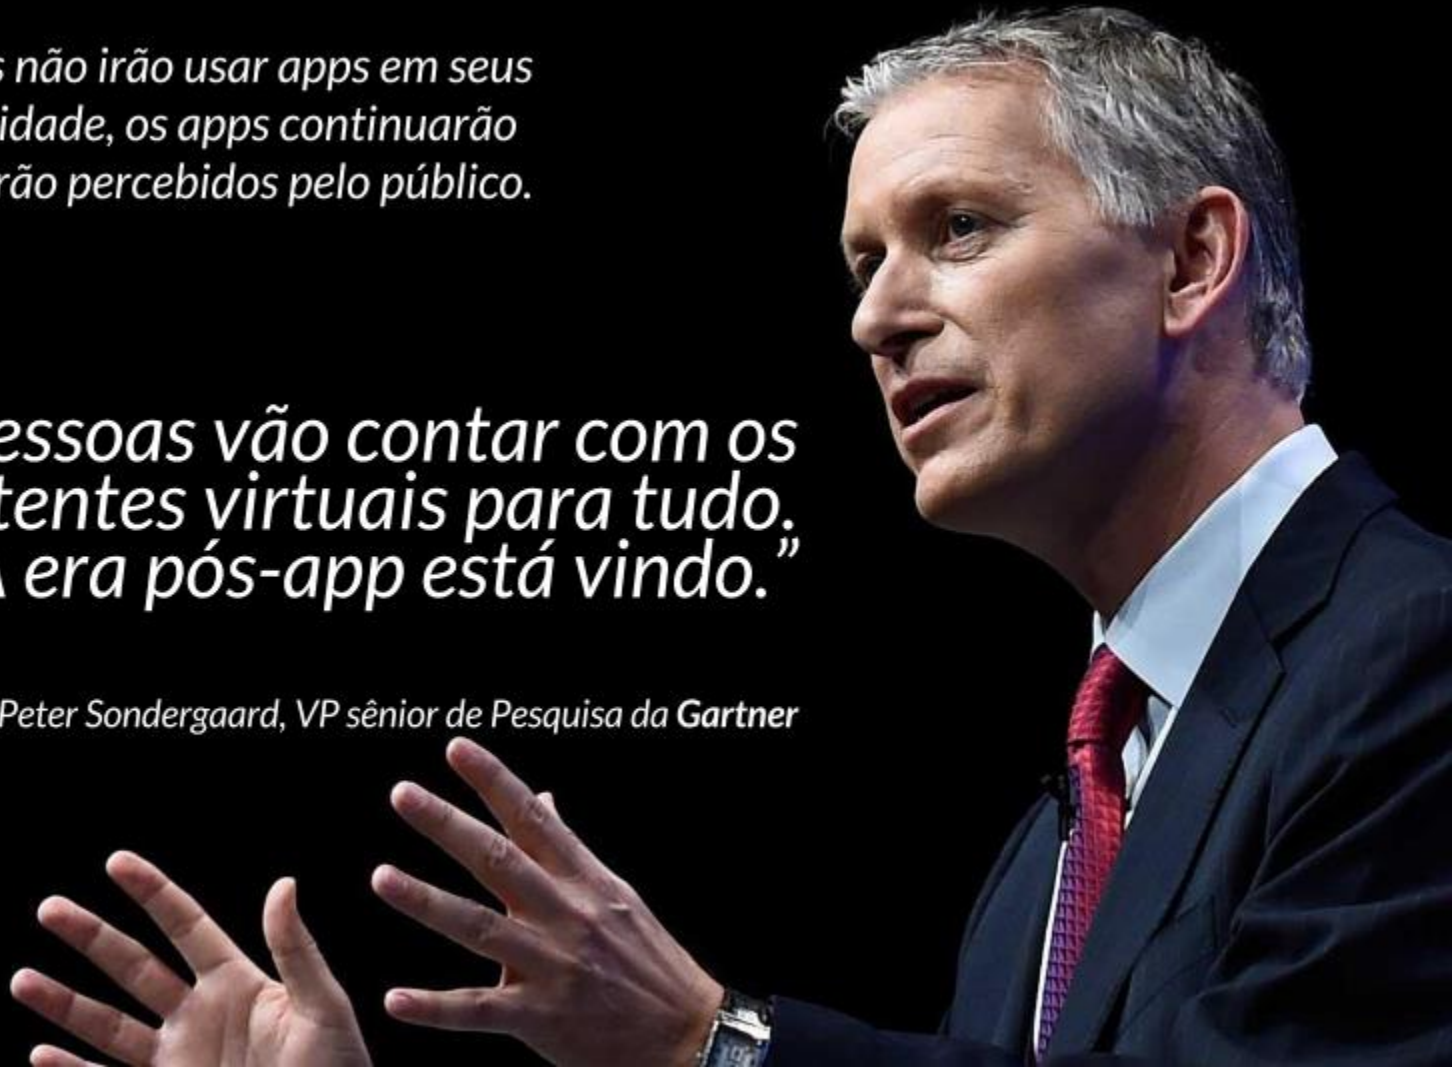 não irão usar apps em seus
idade, os apps continuarão
rão percebidos pelo público.
essoas vão contar com os
tentes virtuais para tudo.
era pós-app está vindo.”
Peter Sondergaard, VP sênior de Pesquisa da Gartner